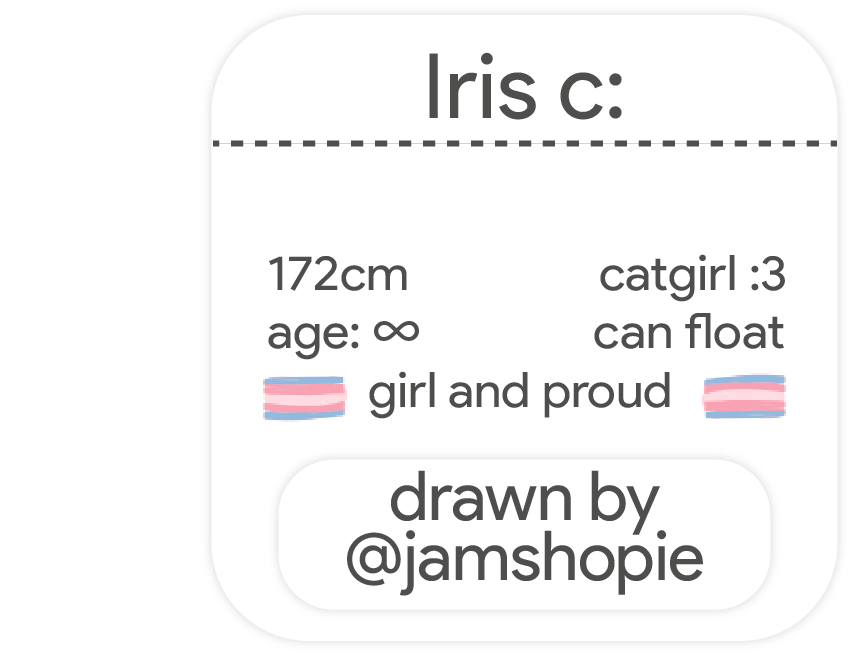 Iris c:
172cm catgirl :3
age: ∞ can float
girl and proud
drawn by
@jamshopie